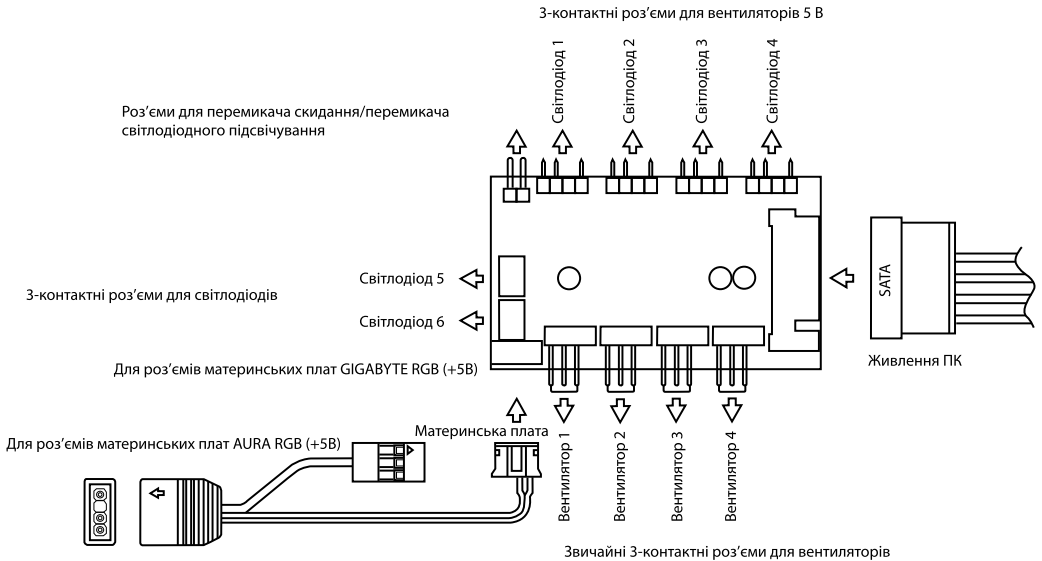 3-контактні роз’єми для вентиляторів 5 В
Світлодіод 1
Світлодіод 2
Світлодіод 3
Світлодіод 4
Роз’єми для перемикача скидання/перемикача
світлодіодного підсвічування
SATA
Світлодіод 5
3-контактні роз’єми для світлодіодів
Світлодіод 6
Живлення ПК
Для роз’ємів материнських плат GIGABYTE RGB (+5В)
Материнська плата
Для роз’ємів материнських плат AURA RGB (+5В)
Вентилятор 1
Вентилятор 2
Вентилятор 3
Вентилятор 4
Звичайні 3-контактні роз’єми для вентиляторів